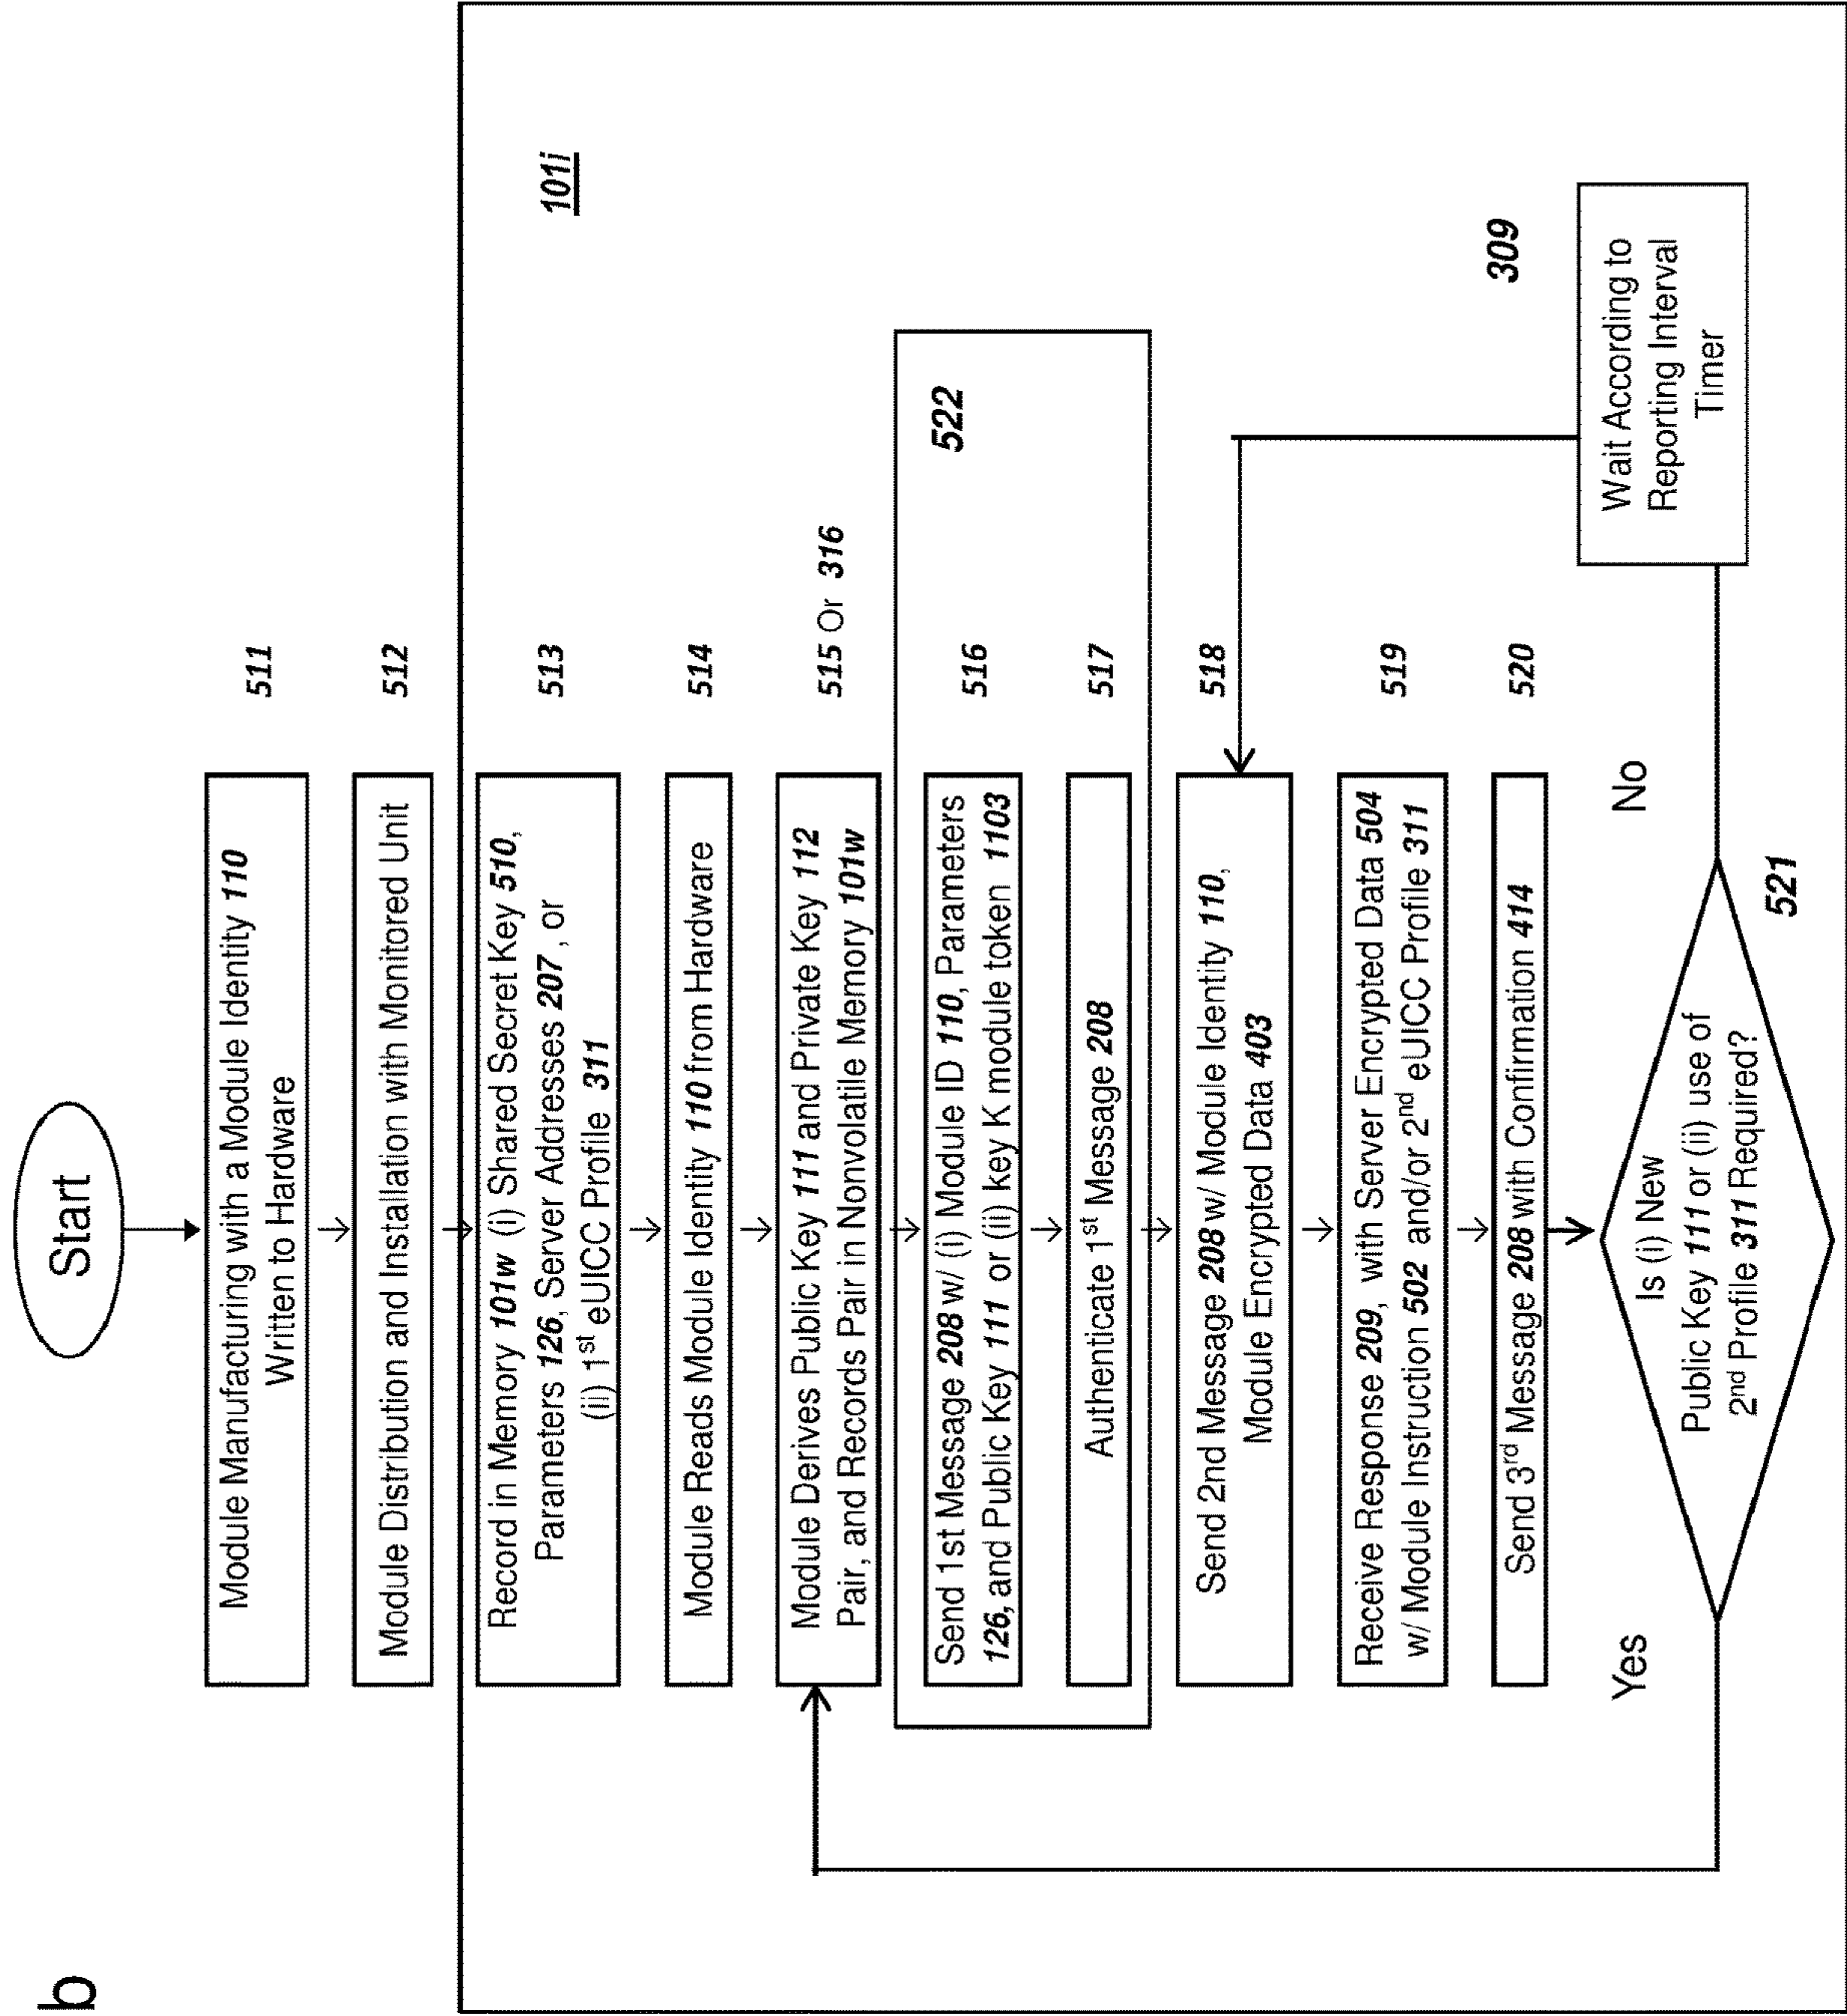 b
Start
Module Manufacturing with a Module Identity 110
Written to Hardware
511
Module Distribution and Installation with Monitored Unit
512
101i
Record in Memory 101w (i) Shared Secret Key 510,
Parameters 126, Server Addresses 207, or
(ii) 1st eUICC Profile 311
513
Module Reads Module Identity 110 from Hardware
514
Module Derives Public Key 111 and Private Key 112
Pair, and Records Pair in Nonvolatile Memory 101w
515 Or 316
522
Send 1st Message 208 w/ (i) Module ID 110, Parameters
126, and Public Key 111 or (ii) key K module token 1103
516
Authenticate 1st Message 208
517
Send 2nd Message 208 w/ Module Identity 110,
Module Encrypted Data 403
518
Receive Response 209, with Server Encrypted Data 504
w/ Module Instruction 502 and/or 2nd eUICC Profile 311
519
Send 3rd Message 208 with Confirmation 414
520
Is (i) New
Public Key 111 or (ii) use of
2nd Profile 311 Required?
521
Yes
No
Wait According to
Reporting Interval
Timer
309